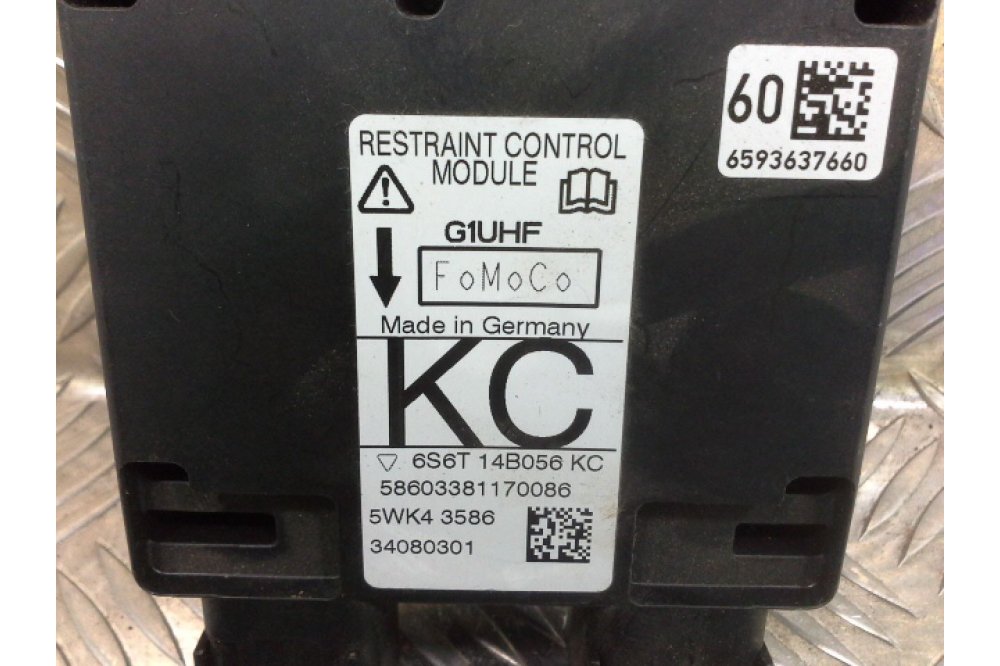 60
6593637660
RESTRAINT CONTROL
MODULE
G1UHF
FoMoCo
Made in Germany
KC
6S6T 14B056 KC
58603381170086
5WK4 3586
34080301